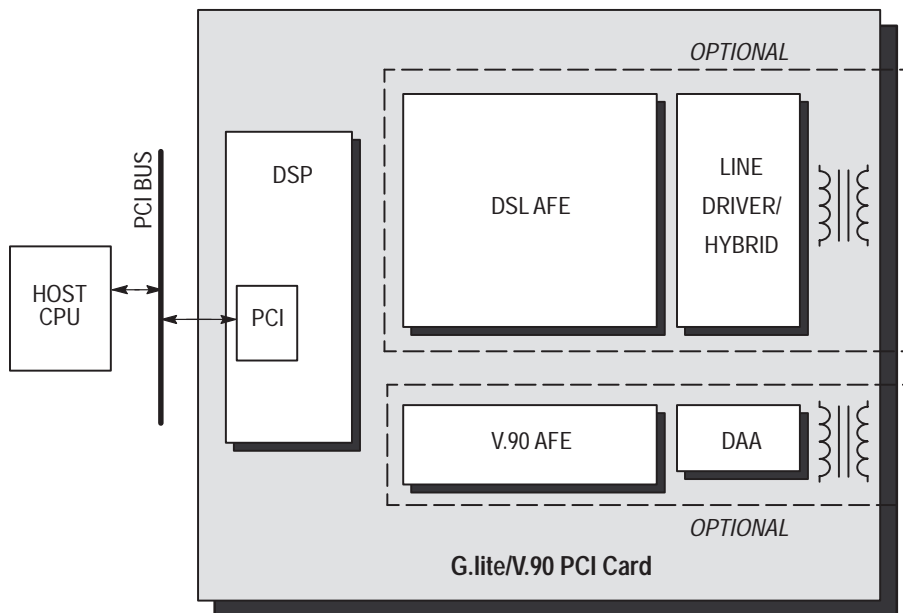 OPTIONAL
PCI BUS
DSP
DSL AFE
LINE
DRIVER/
HYBRID
HOST
CPU
PCI
V.90 AFE
DAA
OPTIONAL
G.lite/V.90 PCI Card